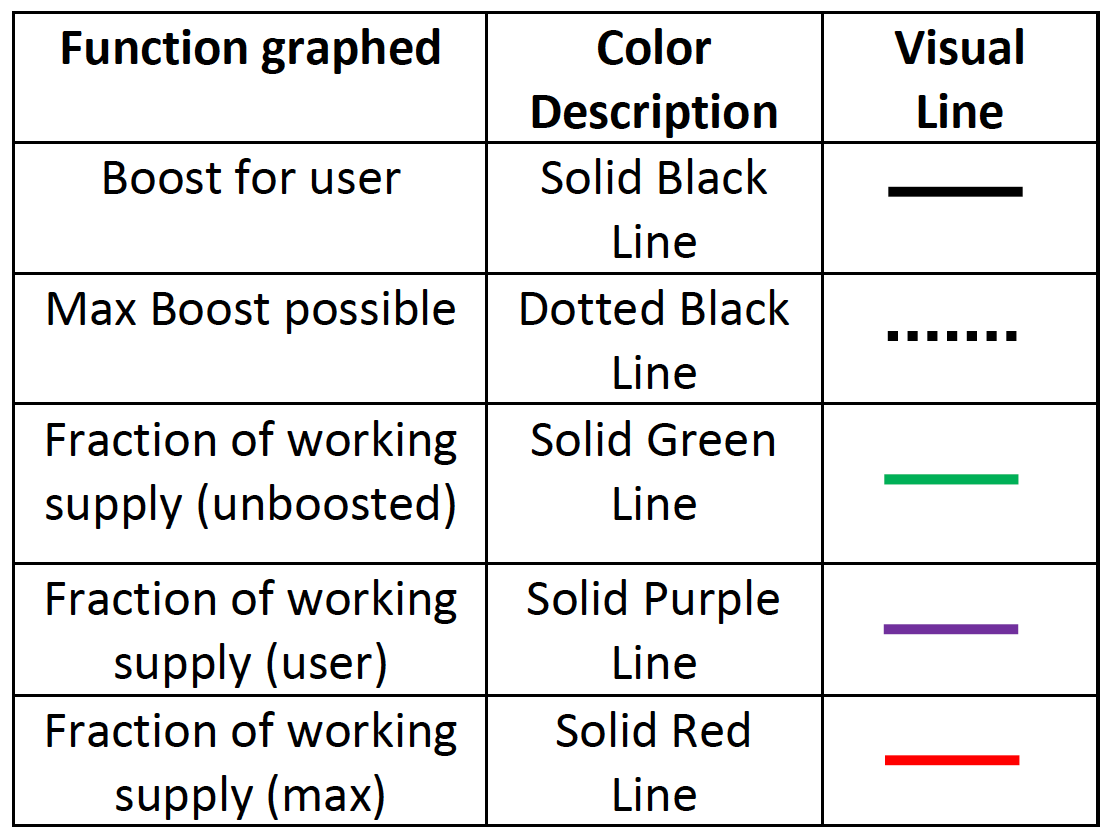 Function graphed
Color
Description
Visual
Line
Boost for user
Solid Black
Line
Max Boost possible
Dotted Black
Line
Fraction of working
supply (unboosted)
Solid Green
Line
Fraction of working
supply (user)
Solid Purple
Line
Fraction of working
supply (max)
Solid Red
Line